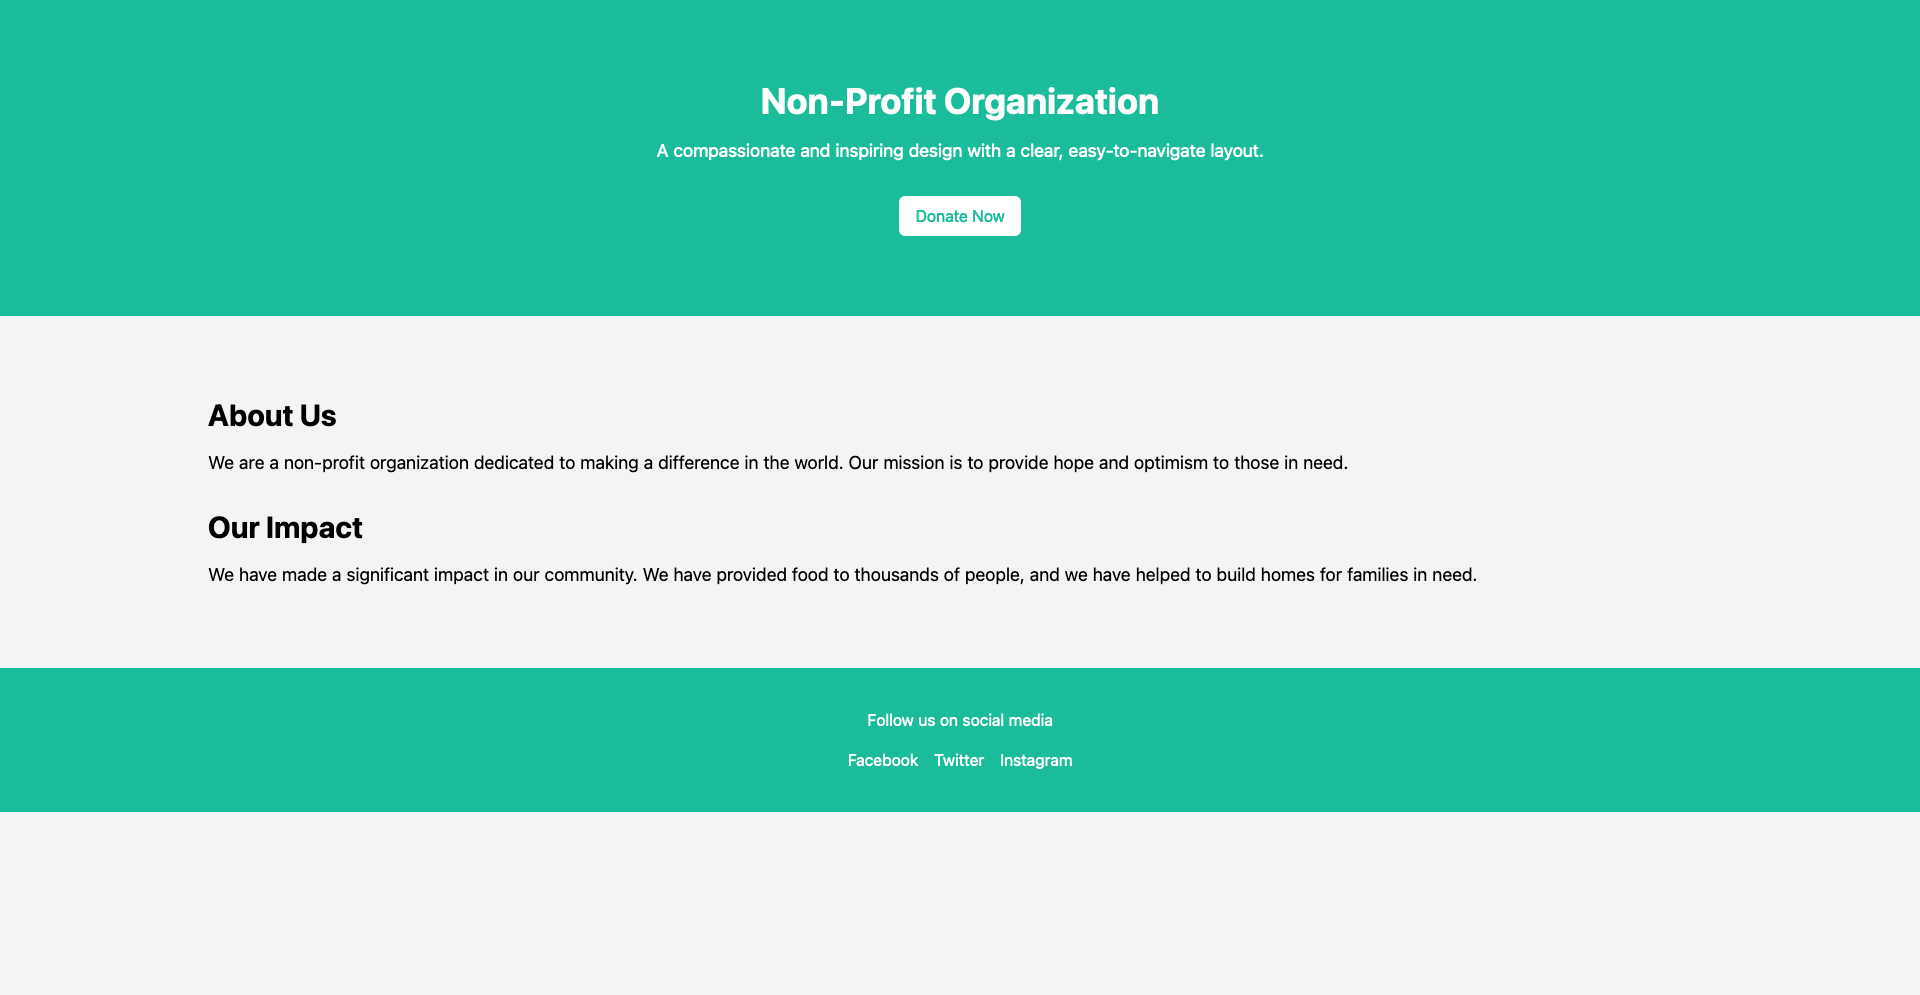 Non-Profit Organization
A compassionate and inspiring design with a clear, easy-to-navigate layout.
Donate Now
About Us
We are a non-profit organization dedicated to making a difference in the world. Our mission is to provide hope and optimism to those in need.
Our Impact
We have made a significant impact in our community. We have provided food to thousands of people, and we have helped to build homes for families in need.
Follow us on social media
Facebook Twitter Instagram